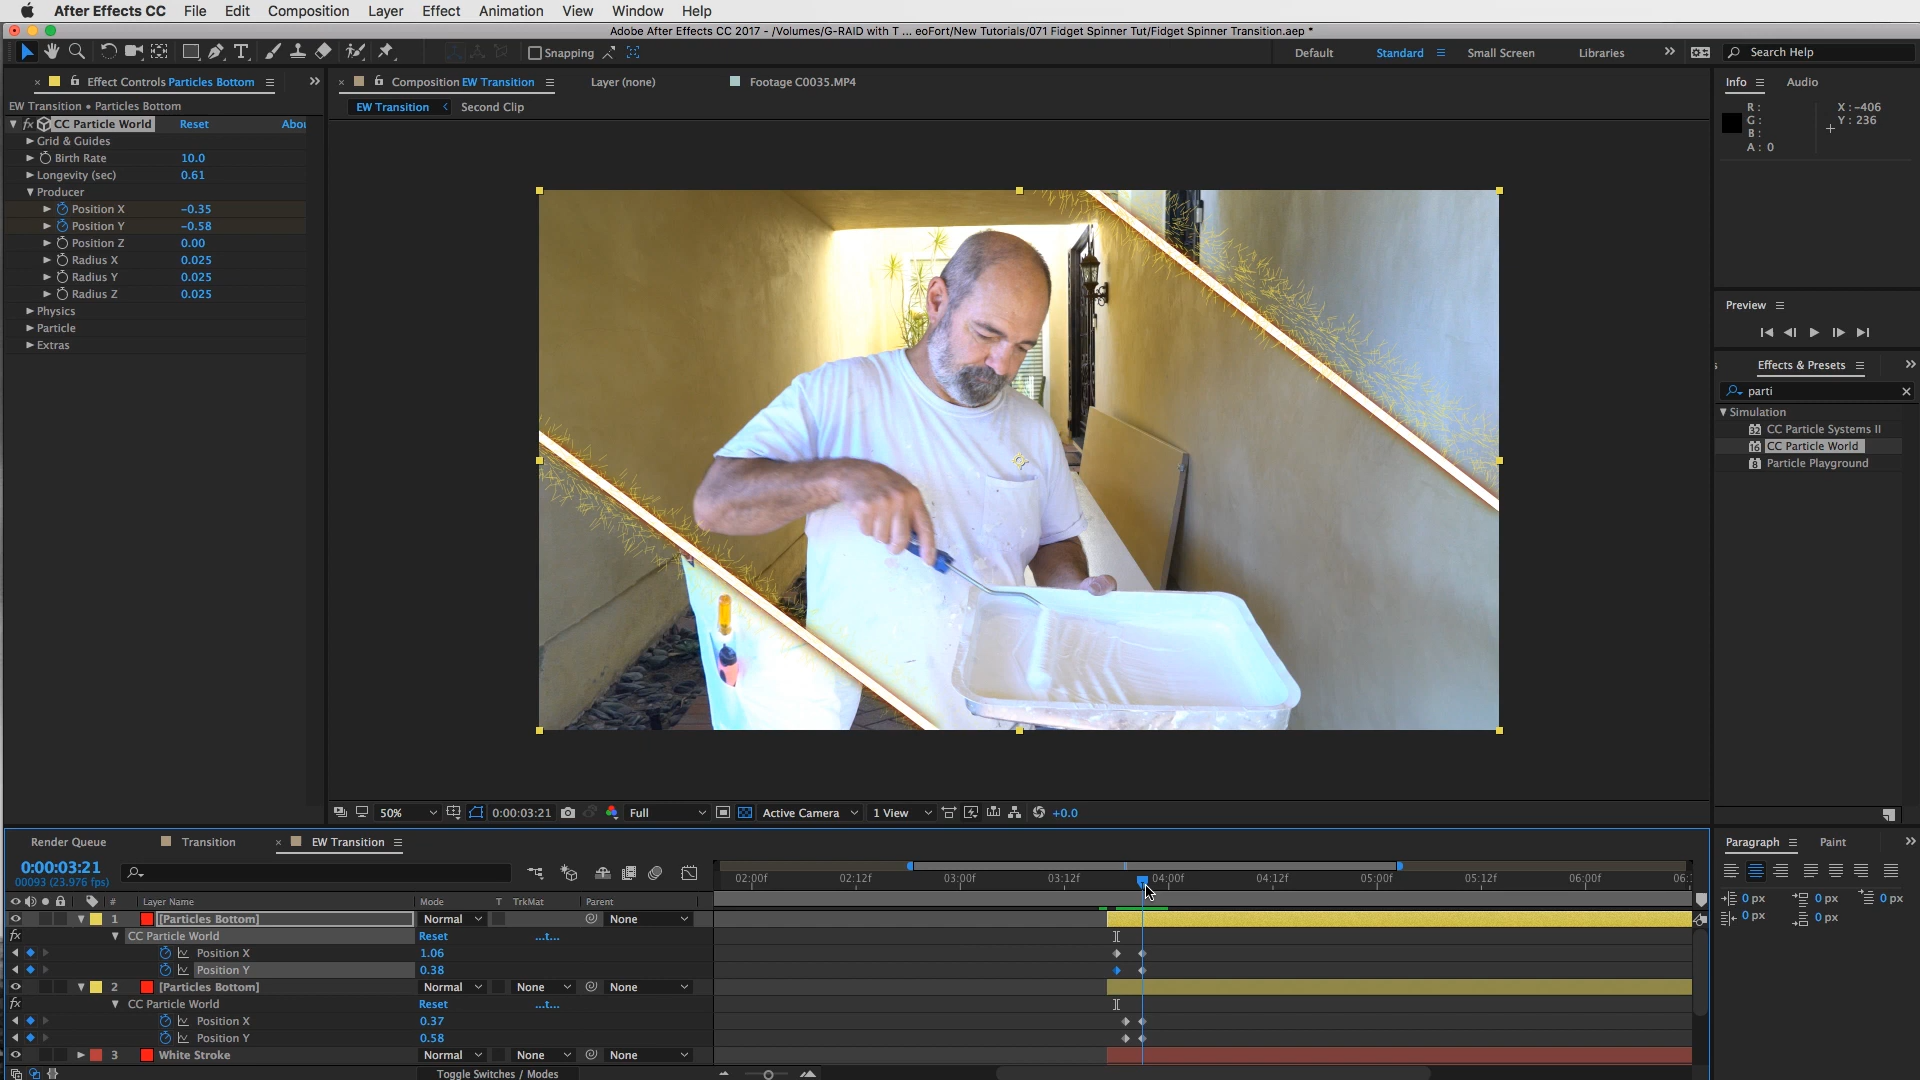 After Effects CC File Edit Composition Layer Effect Animation View Window Help
Adobe After Effects CC 2017 - /Volumes/G-RAID with T ... eoFort/New Tutorials/071 Fidget Spinner Tut/Fidget Spinner Transition.aep *
Snapping Default Standard Small Screen Libraries Search Help
Effect Controls Particles Bottom
Composition EW Transition Layer (none) Footage C0035.MP4
Info Audio
EW Transition • Particles Bottom
EW Transition Second Clip
fx CC Particle World Reset Abou
Grid & Guides
Birth Rate 10.0
Longevity (sec) 0.61
Producer
Position X -0.35
Position Y -0.58
Position Z 0.00
Radius X 0.025
Radius Y 0.025
Radius Z 0.025
Physics
Particle
Extras
R :
G :
B :
A : 0
X : -406
Y : 236
Preview
Effects & Presets
parti
Simulation
32 CC Particle Systems II
16 CC Particle World
8 Particle Playground
50% 0:00:03:21 Full Active Camera 1 View +0.0
Render Queue Transition EW Transition
0:00:03:21
00093 (23.976 fps)
02:00f 02:12f 03:00f 03:12f 04:00f 04:12f 05:00f 05:12f 06:00f 06:1
# Layer Name Mode T TrkMat Parent
1 [Particles Bottom] Normal None
fx CC Particle World Reset ...t...
Position X 1.06
Position Y 0.38
2 [Particles Bottom] Normal None None
fx CC Particle World Reset ...t...
Position X 0.37
Position Y 0.58
3 White Stroke Normal None None
Toggle Switches / Modes
Paragraph Paint
0 px 0 px 0 px
0 px 0 px